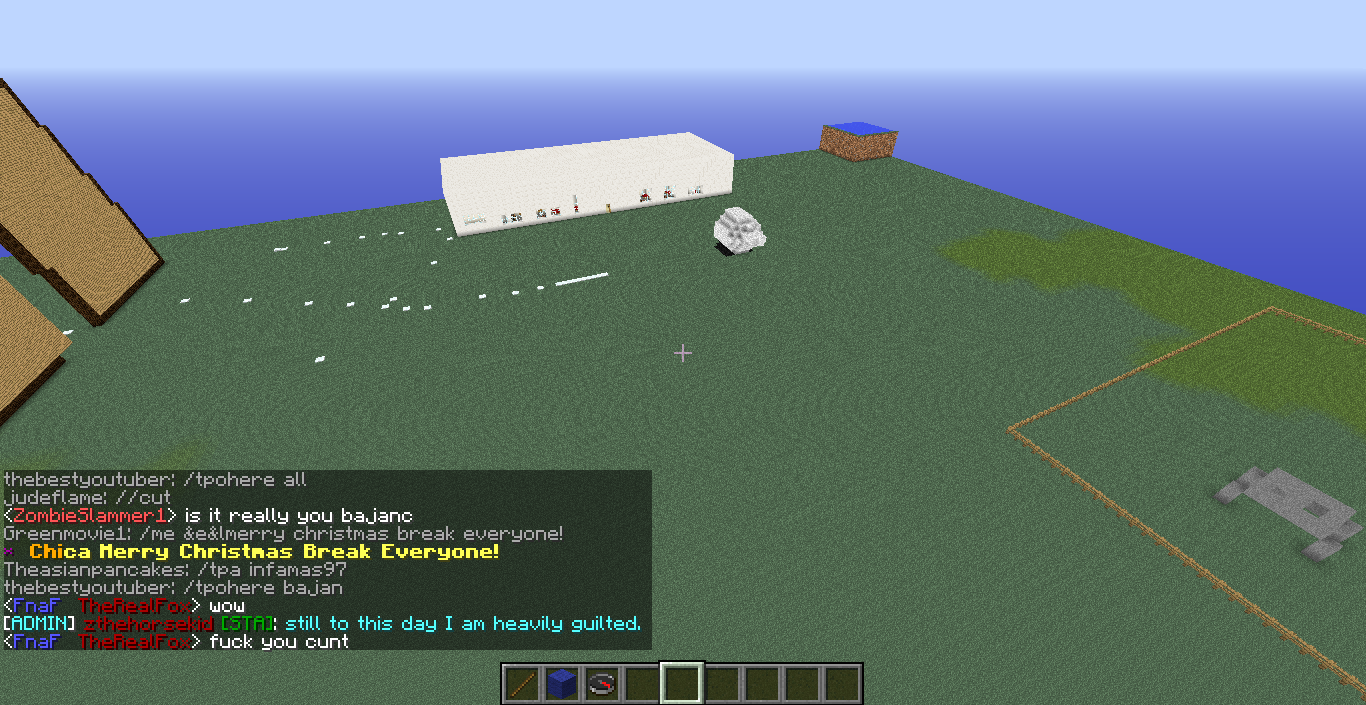 thebestyoutuber: /tpohere all
judeflame: //cut
<ZombieSlammer1> is it really you bajanc
Greenmovie1: /me &e&lmerry christmas break everyone!
* Chica Merry Christmas Break Everyone!
Theasianpancakes: /tpa infamas97
thebestyoutuber: /tpohere bajan
<FnaF TheRealFox> wow
[ADMIN] zthehorsekid [STA]: still to this day I am heavily guilted.
<FnaF TheRealFox> fuck you cunt